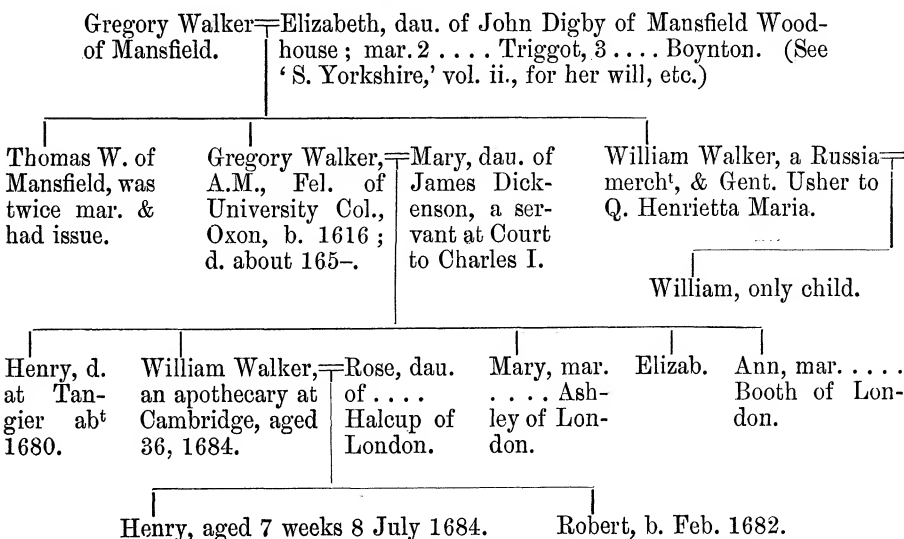 Gregory Walker
of Mansfield.
Elizabeth, dau. of John Digby of Mansfield Wood-
house ; mar. 2 . . . . Triggot, 3 . . . . Boynton. (See
‘ S. Yorkshire,’ vol. ii., for her will, etc.)
Thomas W. of
Mansfield, was
twice mar. &
had issue.
Gregory Walker,
A.M., Fel. of
University Col.,
Oxon, b. 1616 ;
d. about 165–.
Mary, dau. of
James Dick-
enson, a ser-
vant at Court
to Charles I.
William Walker, a Russia
mercht, & Gent. Usher to
Q. Henrietta Maria.
William, only child.
Henry, d.
at Tan-
gier abt
1680.
William Walker,
an apothecary at
Cambridge, aged
36, 1684.
Rose, dau.
of . . . .
Halcup of
London.
Mary, mar.
. . . . Ash-
ley of Lon-
don.
Elizab.
Ann, mar. . . . .
Booth of Lon-
don.
Henry, aged 7 weeks 8 July 1684.
Robert, b. Feb. 1682.